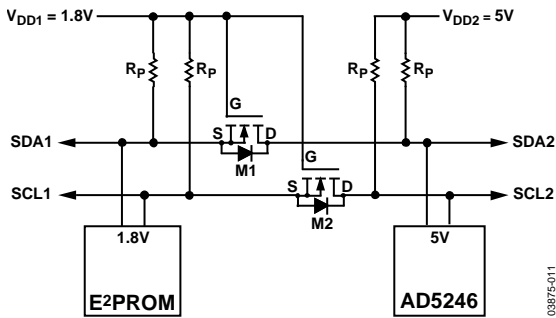 VDD1 = 1.8V
VDD2 = 5V
RP
RP
RP
RP
G
SDA1
S
D
SDA2
M1
G
SCL1
S
D
SCL2
M2
1.8V
E2PROM
5V
AD5246
03875-011